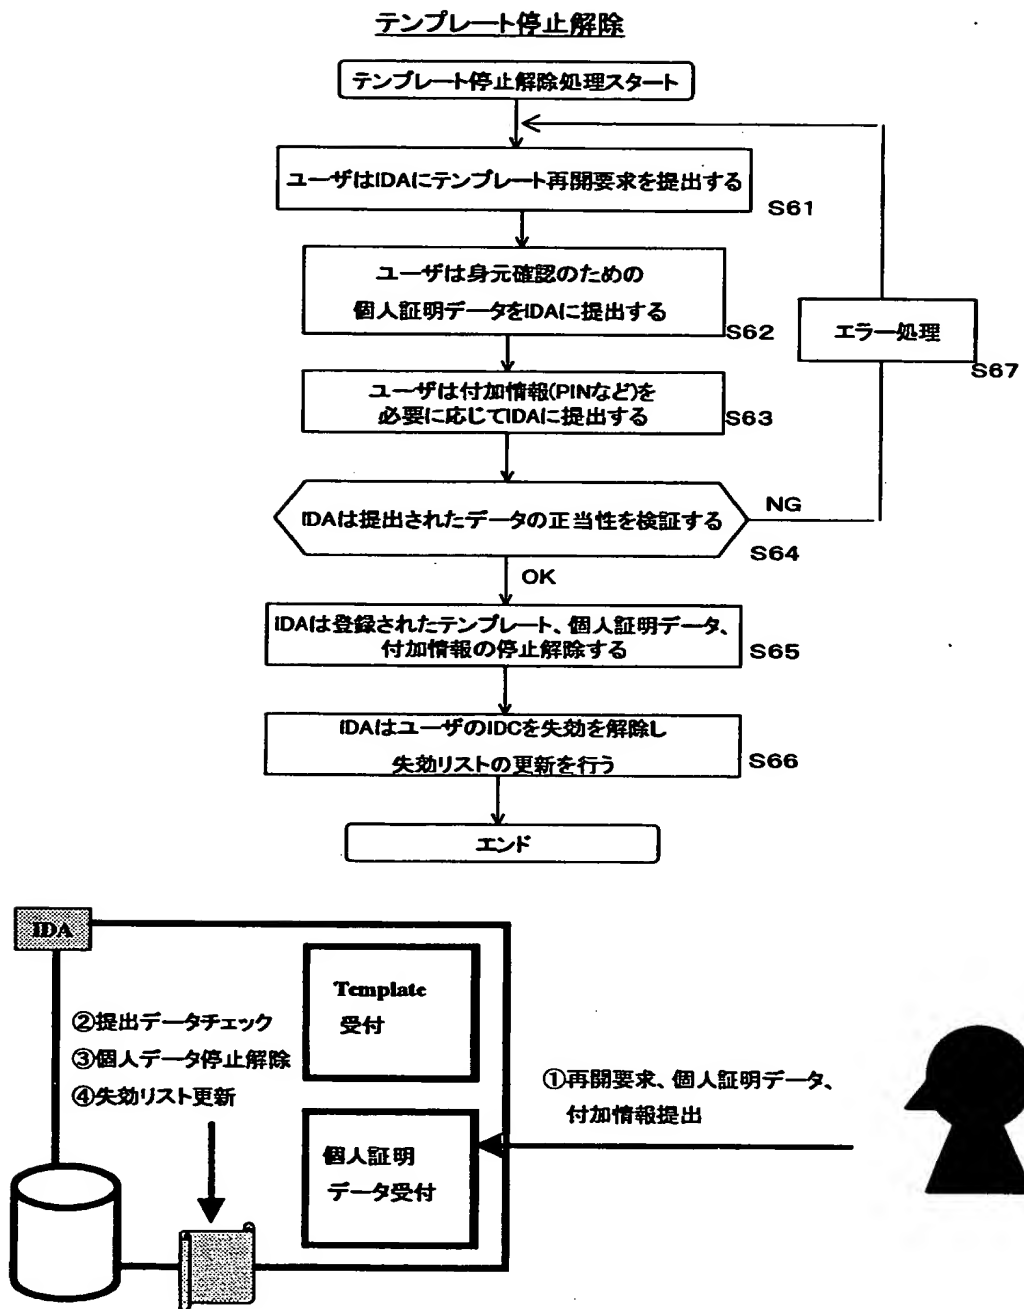 テンプレート停止解除
テンプレート停止解除処理スタート
ユーザはIDAにテンプレート再開要求を提出する
S61
ユーザは身元確認のための
個人証明データをIDAに提出する
S62
エラー処理
S67
ユーザは付加情報(PINなど)を
必要に応じてIDAに提出する
S63
IDAは提出されたデータの正当性を検証する
NG
S64
OK
IDAは登録されたテンプレート、個人証明データ、
付加情報の停止解除する
S65
IDAはユーザのIDCを失効を解除し
失効リストの更新を行う
S66
エンド
IDA
Template
受付
②提出データチェック
③個人データ停止解除
④失効リスト更新
①再開要求、個人証明データ、
付加情報提出
個人証明
データ受付